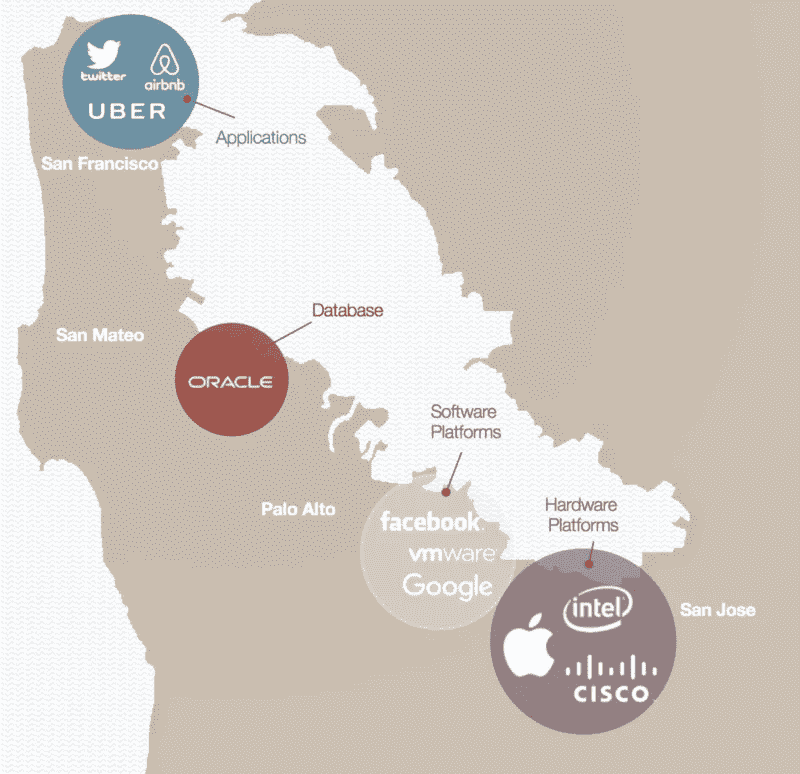 twitter
airbnb
UBER
Applications
San Francisco
Database
San Mateo
ORACLE
Software
Platforms
Palo Alto
Hardware
Platforms
facebook.
vmware
Google
intel
San Jose
CISCO